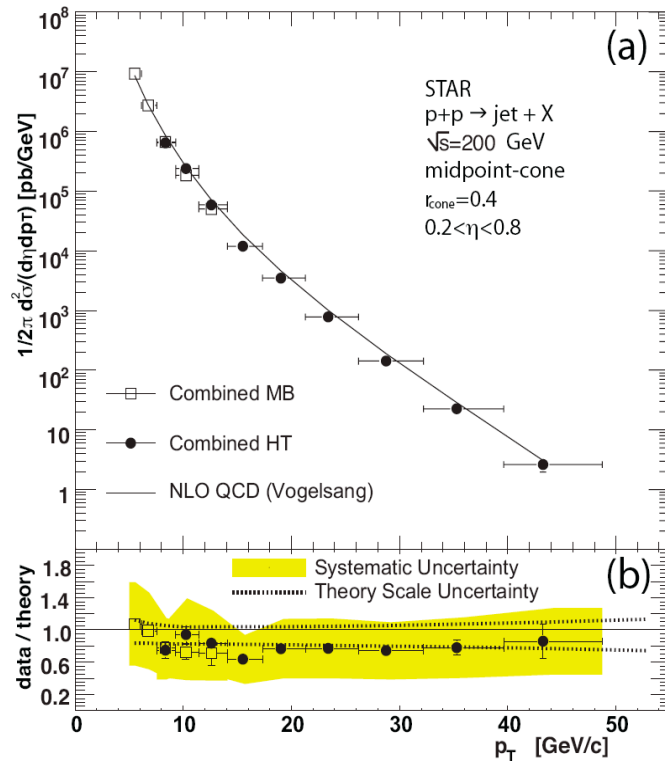 10^8
(a)
10^7
10^6
10^5
10^4
10^3
10^2
10
1
1/2π d²σ/(dηdpT) [pb/GeV]
STAR
p+p → jet + X
√s=200 GeV
midpoint-cone
r_cone=0.4
0.2<η<0.8
Combined MB
Combined HT
NLO QCD (Vogelsang)
(b)
1.8
1.4
1.0
0.6
0.2
data / theory
Systematic Uncertainty
Theory Scale Uncertainty
0 10 20 30 40 50
p_T [GeV/c]